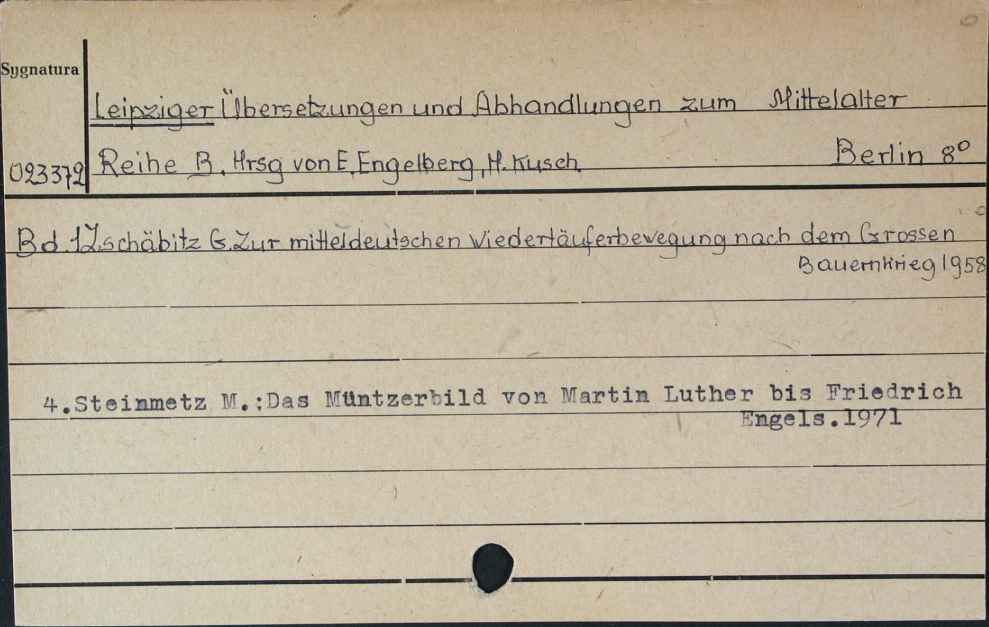 Sygnatura
Leipziger Übersetzungen und Abhandlungen zum Mittelalter
023372 Reihe B. Hrsg von E. Engelberg, H. Kusch. Berlin 8°
Bd. 1 Zschäbitz G. Zur mitteldeutschen Wiedertäuferbewegung nach dem Grossen
Bauernkrieg 1958
4.Steinmetz M.:Das Müntzerbild von Martin Luther bis Friedrich
Engels.1971